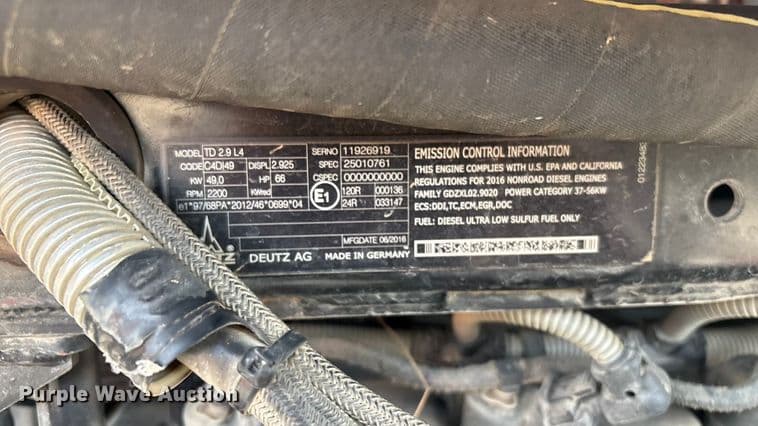 MODEL TD 2.9 L4 SERNO 11926919
CODE C4DI49 DISPL 2.925 SPEC 25010761
KW 49,0 HP 66 CSPEC 0000000000
RPM 2200 KWred E1 120R 000136
e1*97/68PA*2012/46*0699*04 24R 033147
MFGDATE 06/2016
TZ DEUTZ AG MADE IN GERMANY
EMISSION CONTROL INFORMATION
THIS ENGINE COMPLIES WITH U.S. EPA AND CALIFORNIA
REGULATIONS FOR 2016 NONROAD DIESEL ENGINES
FAMILY GDZXL02.9020 POWER CATEGORY 37-56KW
ECS:DDI,TC,ECM,EGR,DOC
FUEL: DIESEL ULTRA LOW SULFUR FUEL ONLY
Purple Wave Auction